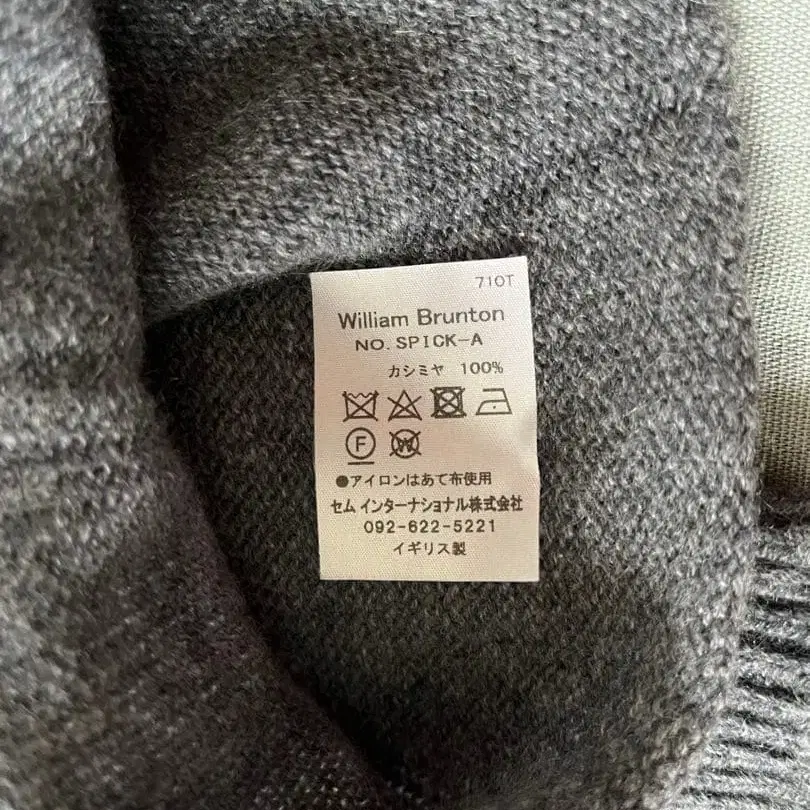 710T
William Brunton
NO. SPICK-A
カシミヤ 100%
F W
●アイロンはあて布使用
セム インターナショナル株式会社
092-622-5221
イギリス製